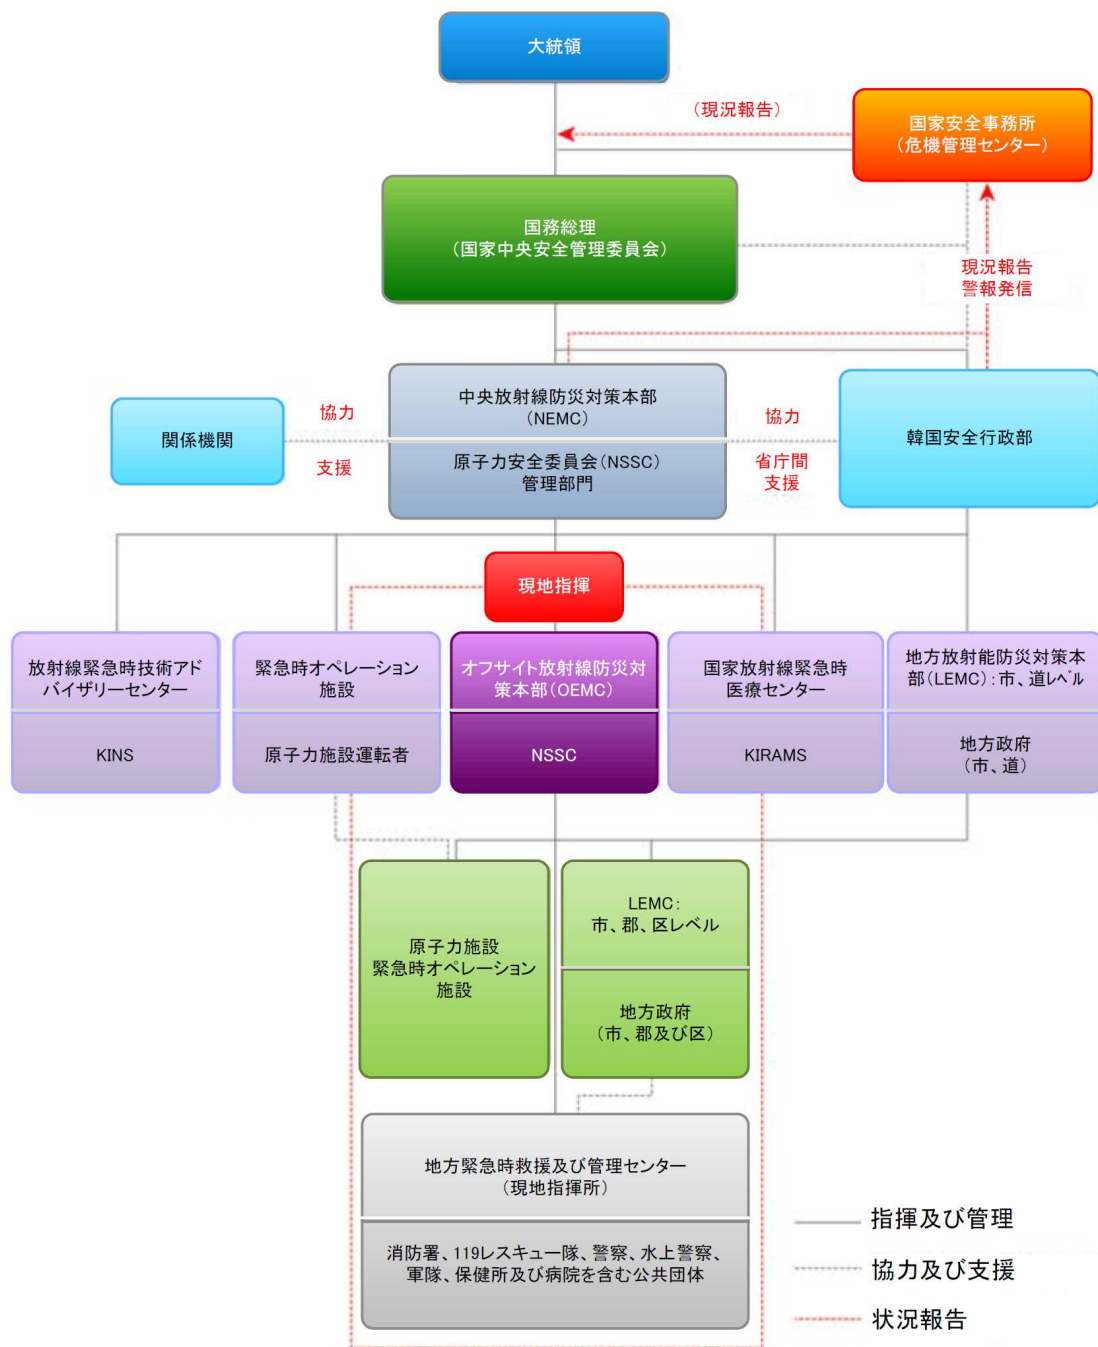 大統領
(現況報告)
国家安全事務所
(危機管理センター)
国務総理
(国家中央安全管理委員会)
現況報告
警報発信
中央放射線防災対策本部
(NEMC)
原子力安全委員会(NSSC)
管理部門
関係機関
協力
支援
協力
省庁間
支援
韓国安全行政部
現地指揮
放射線緊急時技術アド
バイザリーセンター
KINS
緊急時オペレーション
施設
原子力施設運転者
オフサイト放射線防災対
策本部(OEMC)
NSSC
国家放射線緊急時
医療センター
KIRAMS
地方放射能防災対策本
部(LEMC):市、道レベル
地方政府
(市、道)
原子力施設
緊急時オペレーション
施設
LEMC:
市、郡、区レベル
地方政府
(市、郡及び区)
地方緊急時救援及び管理センター
(現地指揮所)
消防署、119レスキュー隊、警察、水上警察、
軍隊、保健所及び病院を含む公共団体
指揮及び管理
協力及び支援
状況報告